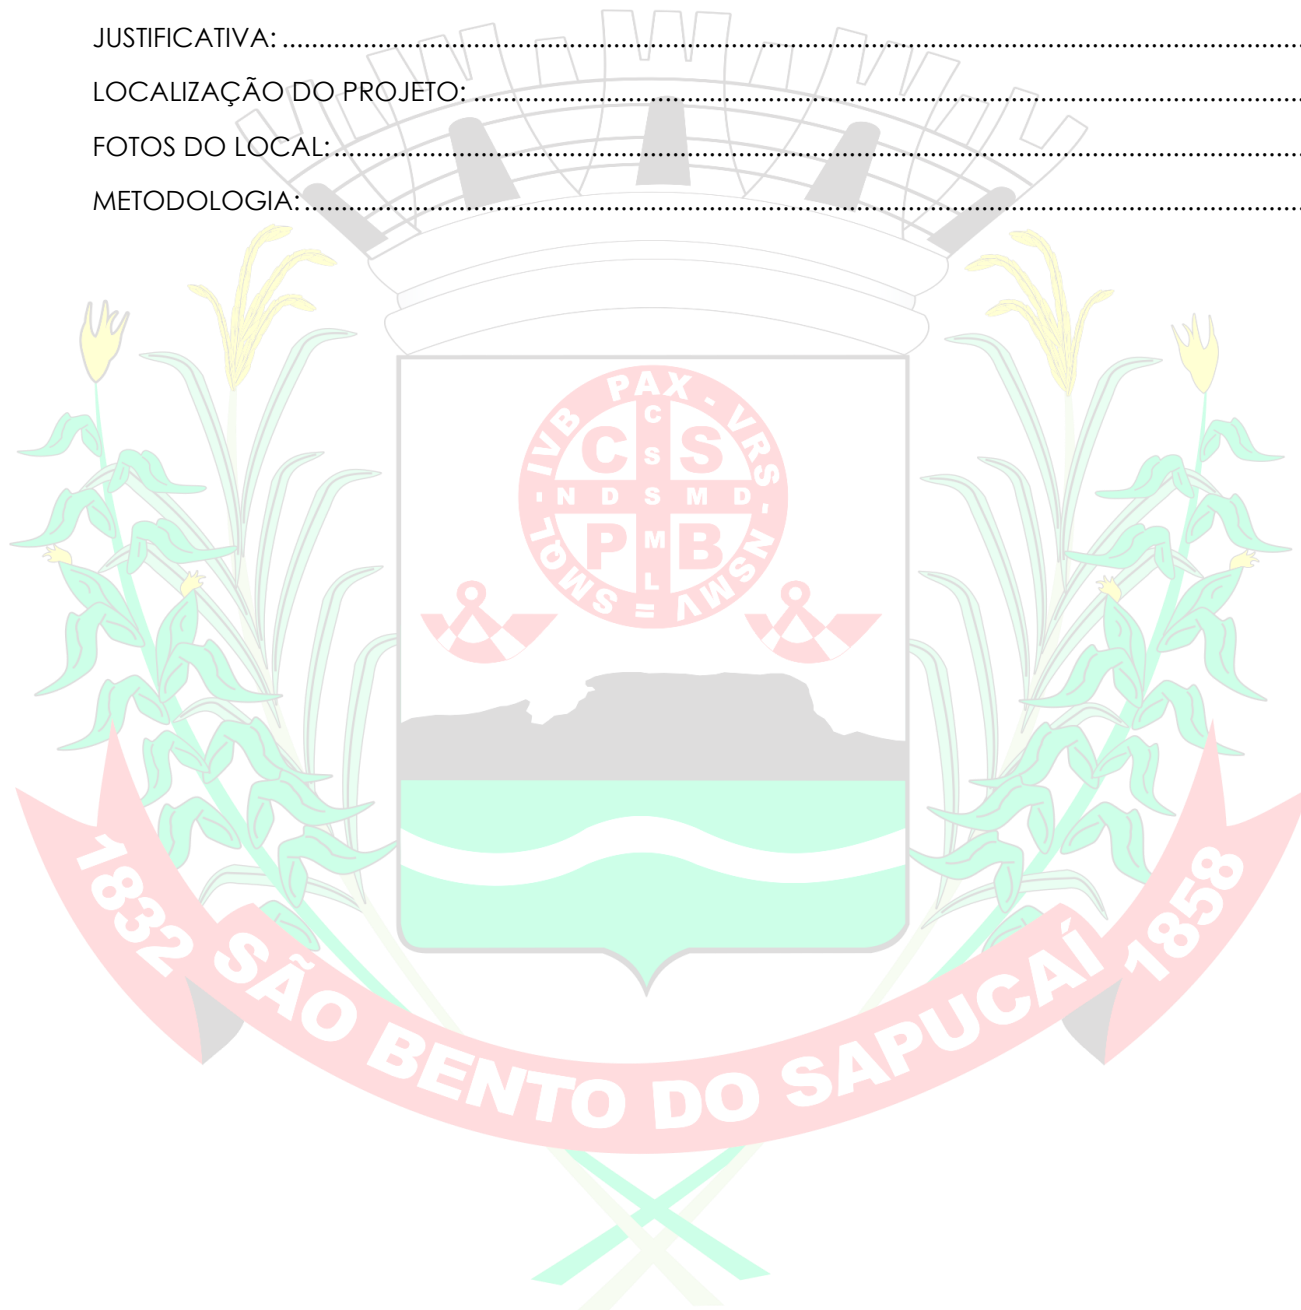 JUSTIFICATIVA: ................................................................................................
LOCALIZAÇÃO DO PROJETO: ................................................................................
FOTOS DO LOCAL: ................................................................................................
METODOLOGIA: ................................................................................................
IVB PAX - VRS - NSMV = SMQL -
C S
C
S
N D S M D
M
L
P B
1832 SÃO BENTO DO SAPUCAÍ 1858